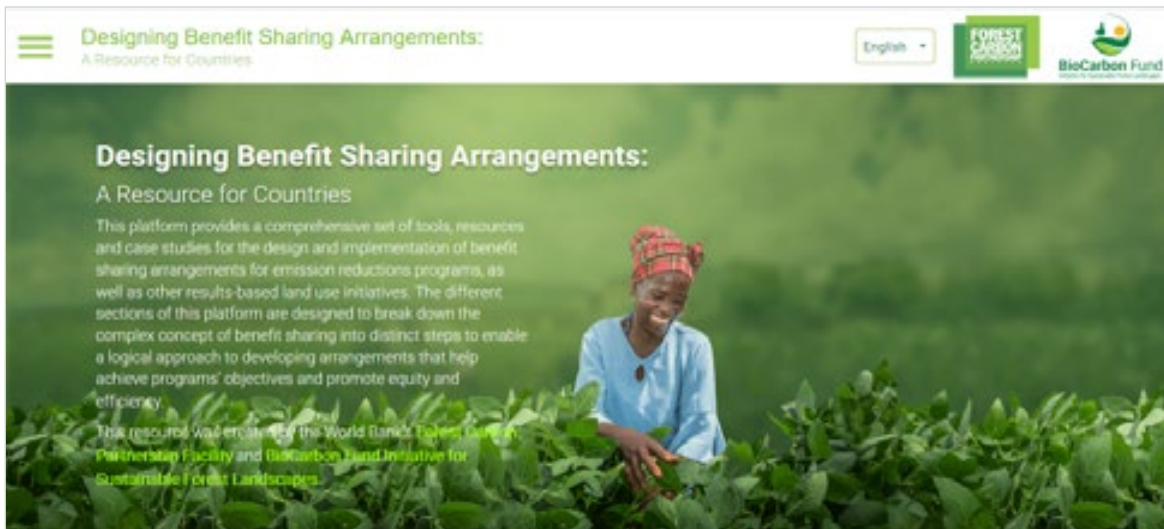 Designing Benefit Sharing Arrangements:
A Resource for Countries
English
FOREST
CARBON
PARTNERSHIP
BioCarbon Fund
Designing Benefit Sharing Arrangements:
A Resource for Countries
This platform provides a comprehensive set of tools, resources
and case studies for the design and implementation of benefit
sharing arrangements for emission reductions programs, as
well as other results-based land use initiatives. The different
sections of this platform are designed to break down the
complex concept of benefit sharing into distinct steps to enable
a logical approach to developing arrangements that help
achieve programs' objectives and promote equity and
efficiency.
This resource was created by the World Bank's Forest Carbon
Partnership Facility and BioCarbon Fund Initiative for
Sustainable Forest Landscapes.